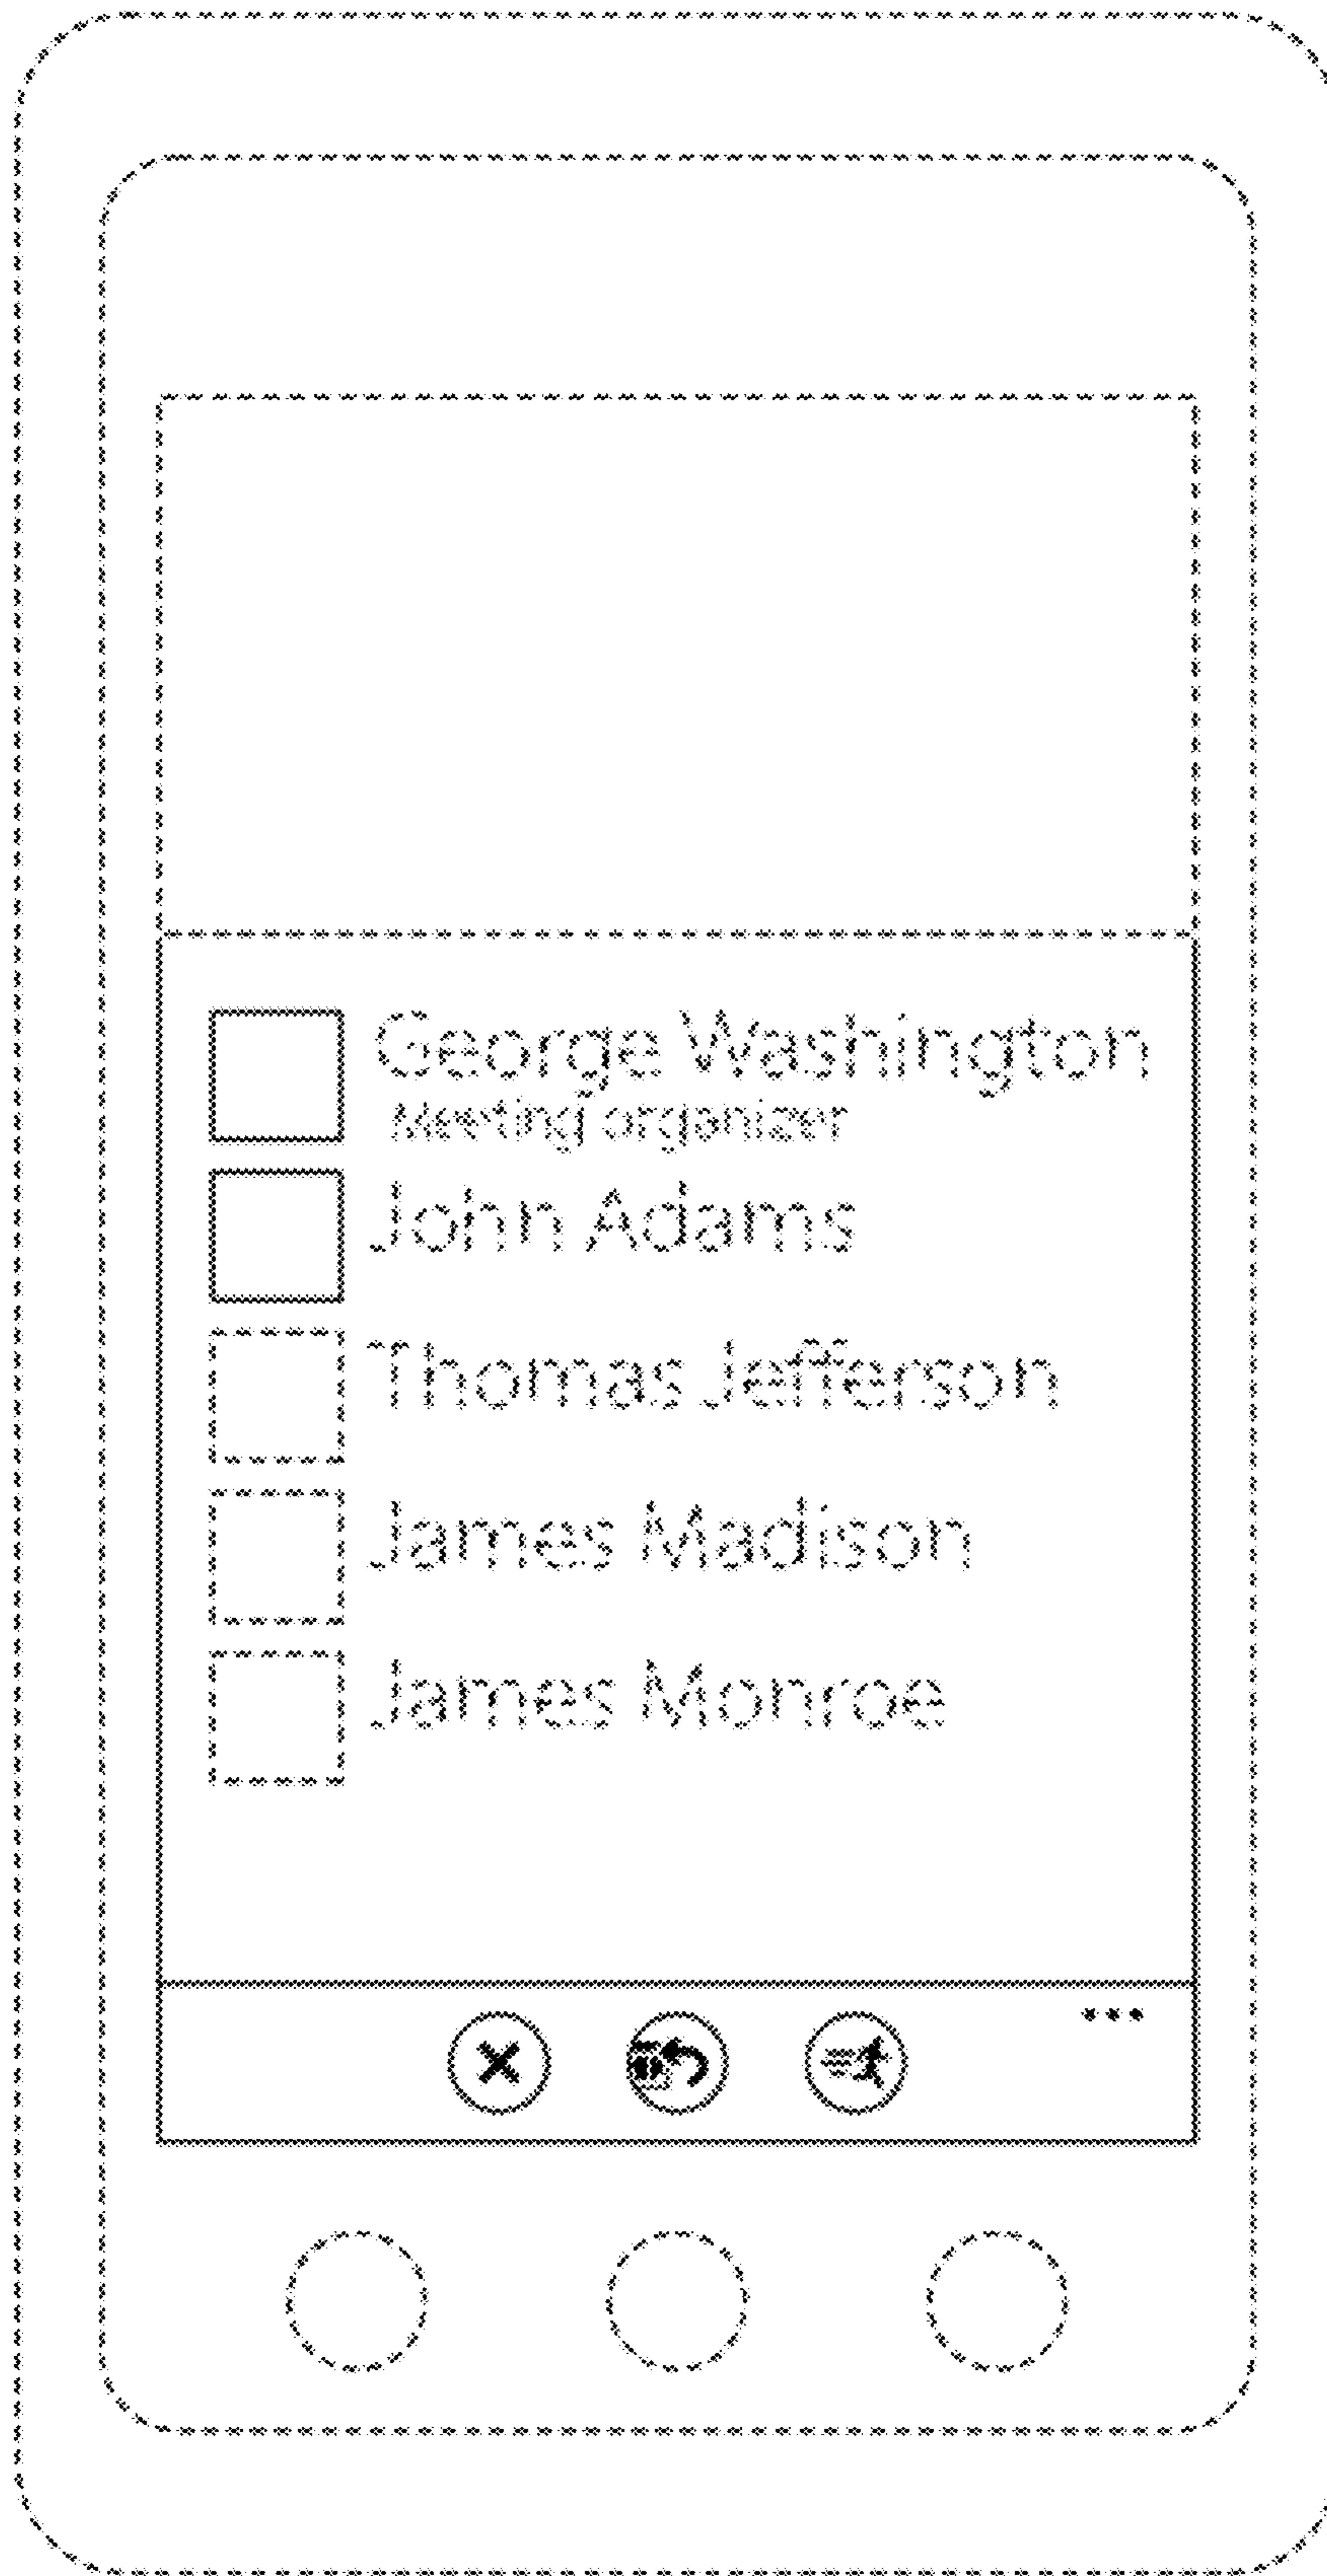 George Washington
Meeting organizer
John Adams
Thomas Jefferson
James Madison
James Monroe